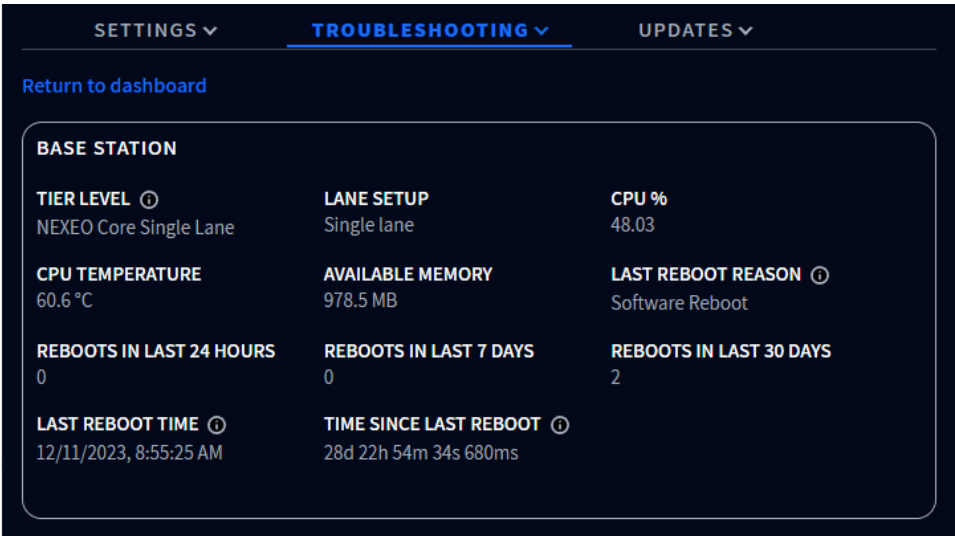 SETTINGS TROUBLESHOOTING UPDATES
Return to dashboard
BASE STATION
TIER LEVEL LANE SETUP CPU %
NEXEO Core Single Lane Single lane 48.03
CPU TEMPERATURE AVAILABLE MEMORY LAST REBOOT REASON
60.6 °C 978.5 MB Software Reboot
REBOOTS IN LAST 24 HOURS REBOOTS IN LAST 7 DAYS REBOOTS IN LAST 30 DAYS
0 0 2
LAST REBOOT TIME TIME SINCE LAST REBOOT
12/11/2023, 8:55:25 AM 28d 22h 54m 34s 680ms